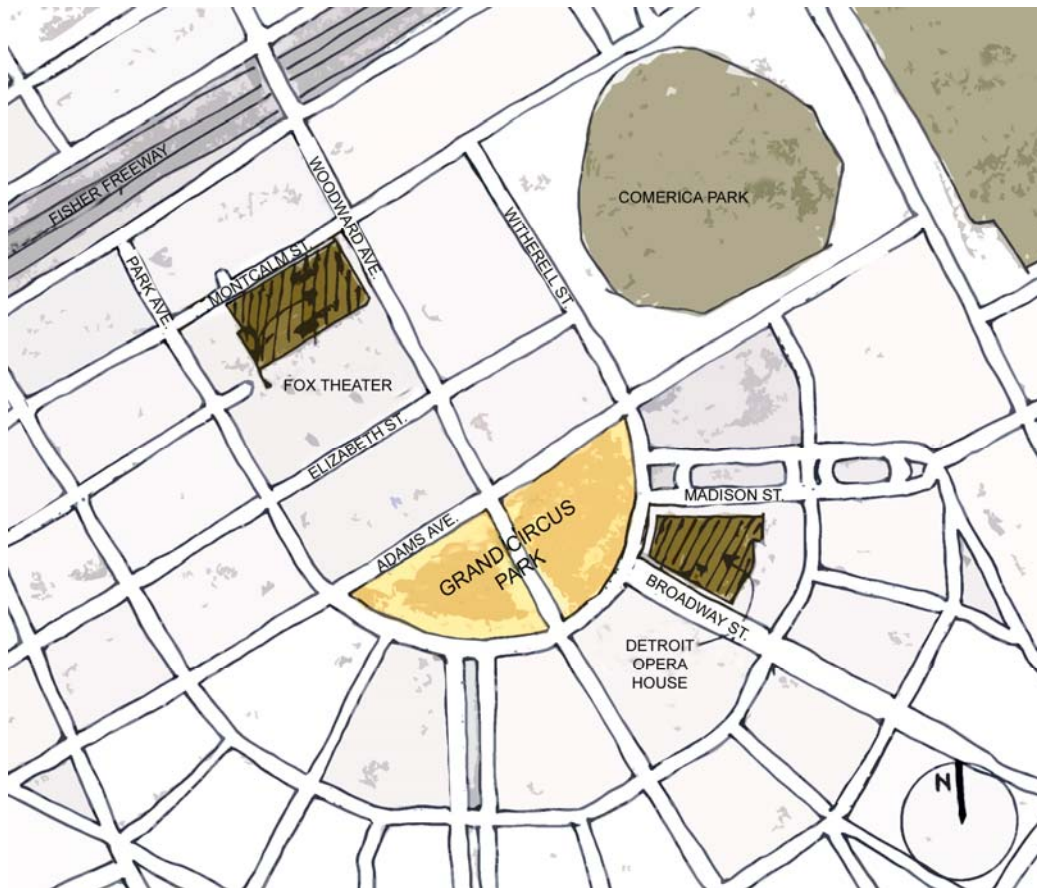 FISHER FREEWAY
WOODWARD AVE.
COMERICA PARK
WITHERELL ST.
PARK AVE.
MONTCALM ST.
FOX THEATER
ELIZABETH ST.
MADISON ST.
ADAMS AVE.
GRAND CIRCUS
PARK
BROADWAY ST.
DETROIT
OPERA
HOUSE
N